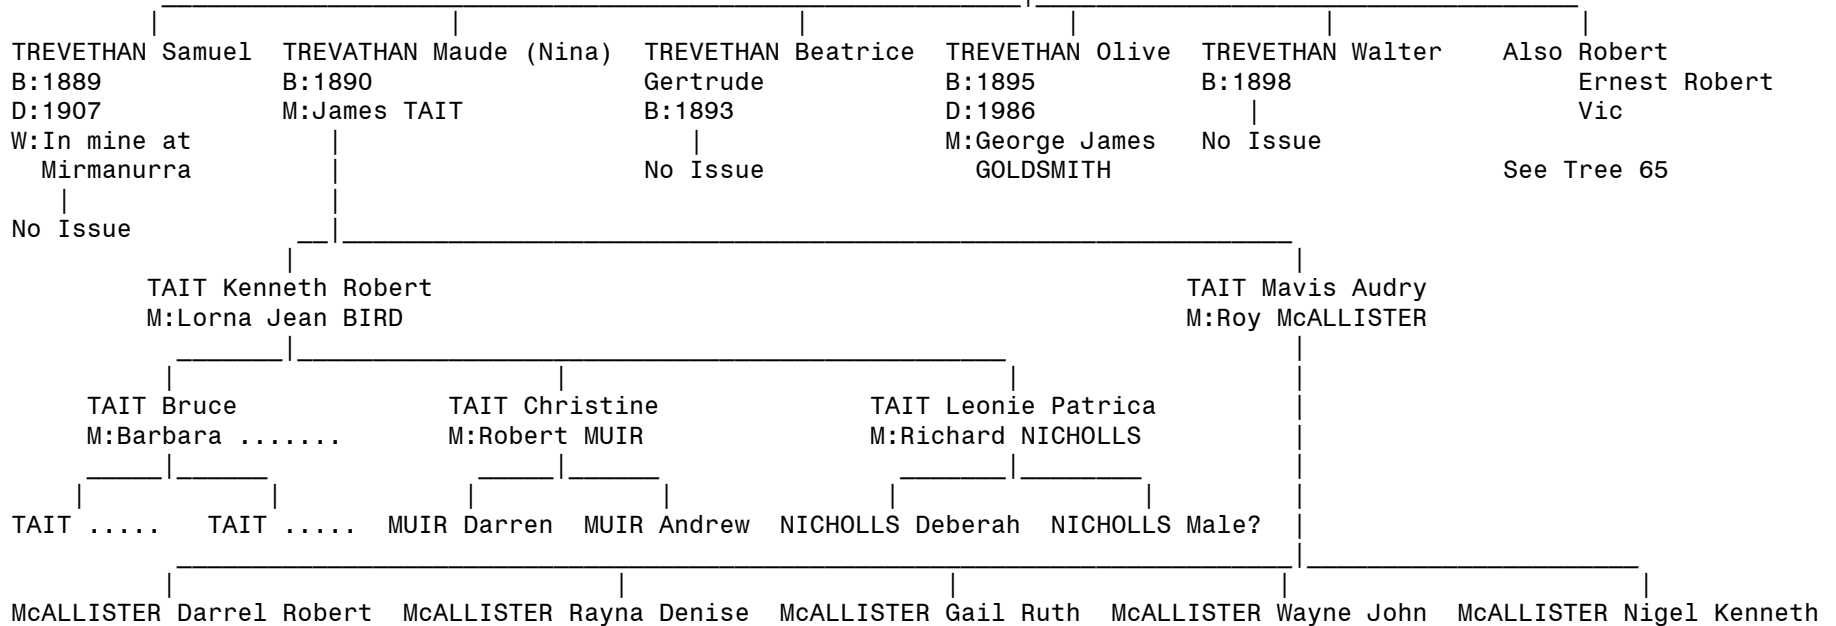 TREVETHAN Samuel TREVATHAN Maude (Nina) TREVETHAN Beatrice TREVETHAN Olive TREVETHAN Walter Also Robert
B:1889 B:1890 Gertrude B:1895 B:1898 Ernest Robert
D:1907 M:James TAIT B:1893 D:1986 Vic
W:In mine at M:George James No Issue
Mirmanurra No Issue GOLDSMITH See Tree 65
No Issue
TAIT Kenneth Robert TAIT Mavis Audry
M:Lorna Jean BIRD M:Roy McALLISTER
TAIT Bruce TAIT Christine TAIT Leonie Patrica
M:Barbara ....... M:Robert MUIR M:Richard NICHOLLS
TAIT ..... TAIT ..... MUIR Darren MUIR Andrew NICHOLLS Deberah NICHOLLS Male?
McALLISTER Darrel Robert McALLISTER Rayna Denise McALLISTER Gail Ruth McALLISTER Wayne John McALLISTER Nigel Kenneth